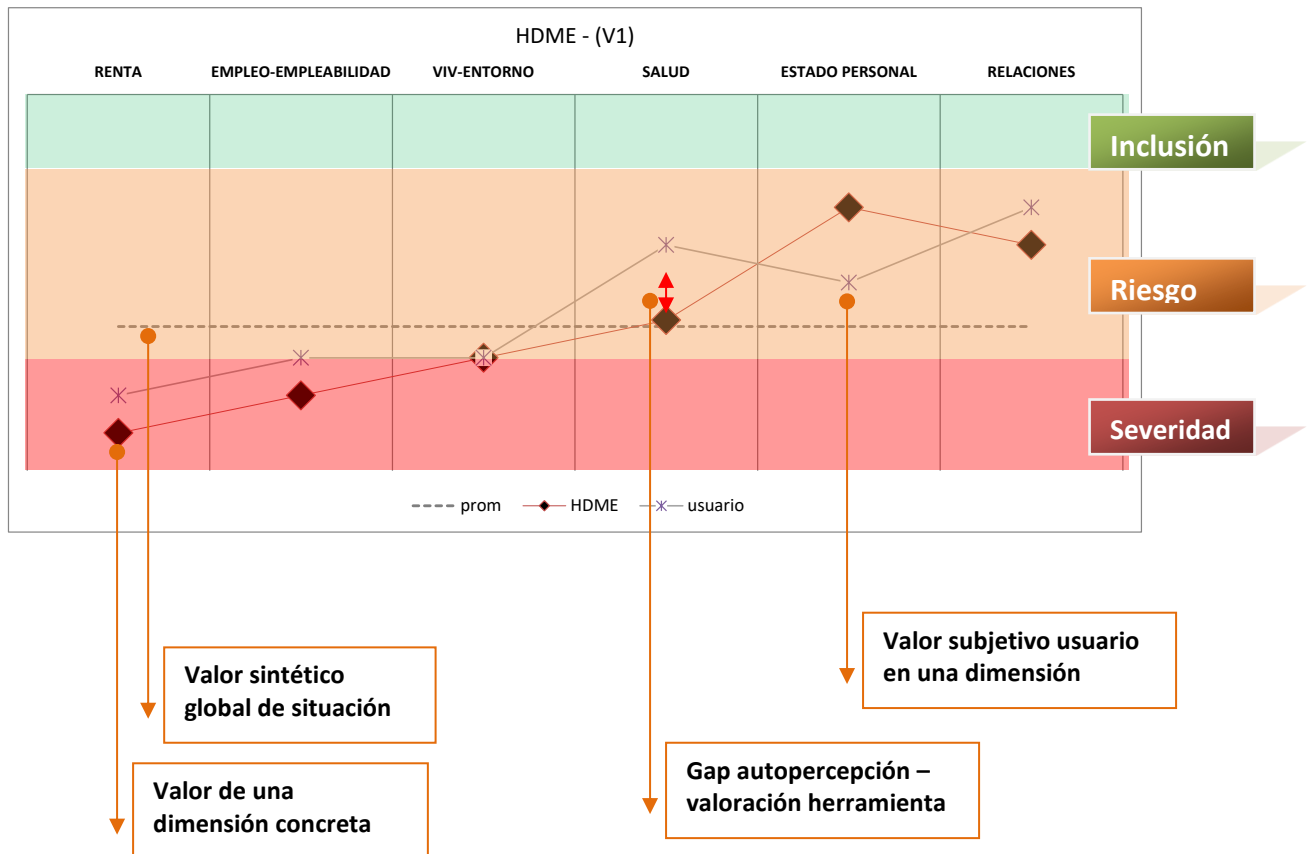 HDME - (V1)
RENTA EMPLEO-EMPLEABILIDAD VIV-ENTORNO SALUD ESTADO PERSONAL RELACIONES
Inclusión
Riesgo
Severidad
prom HDME usuario
Valor sintético
global de situación
Valor de una
dimensión concreta
Gap autopercepción –
valoración herramienta
Valor subjetivo usuario
en una dimensión